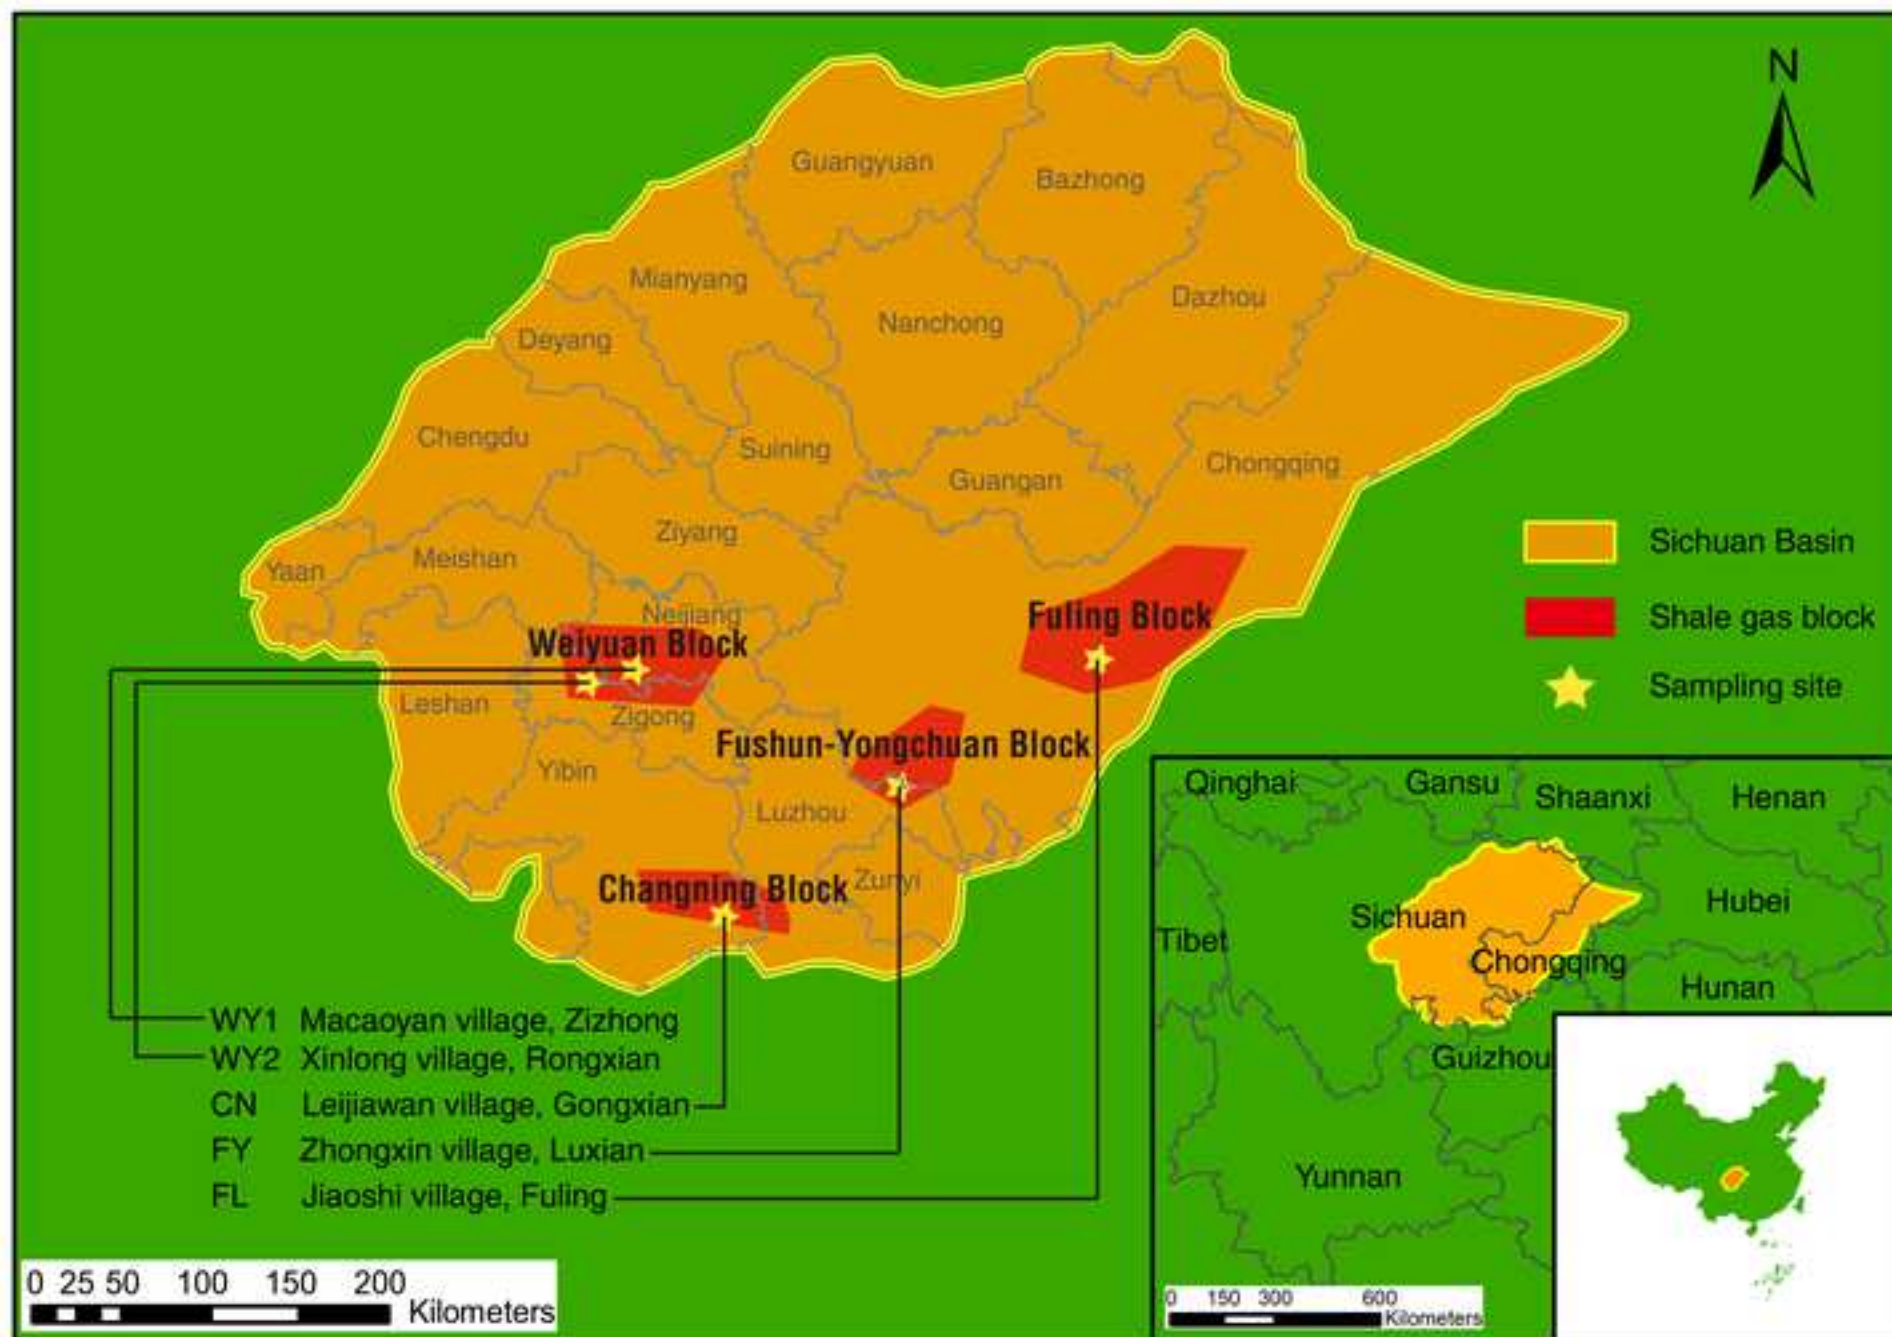 N
Guangyuan
Bazhong
Mianyang
Dazhou
Nanchong
Deyang
Chengdu
Suining
Chongqing
Guangan
Ziyang
Meishan
Yaan
Neijiang
Weiyuan Block
Fuling Block
Leshan
Zigong
Fushun-Yongchuan Block
Yibin
Luzhou
Changning Block
Zunyi
Sichuan Basin
Shale gas block
Sampling site
WY1 Macaoyan village, Zizhong
WY2 Xinlong village, Rongxian
CN Leijiawan village, Gongxian
FY Zhongxin village, Luxian
FL Jiaoshi village, Fuling
0 25 50 100 150 200
Kilometers
Qinghai
Gansu
Shaanxi
Henan
Sichuan
Hubei
Tibet
Chongqing
Hunan
Guizhou
Yunnan
0 150 300 600
Kilometers